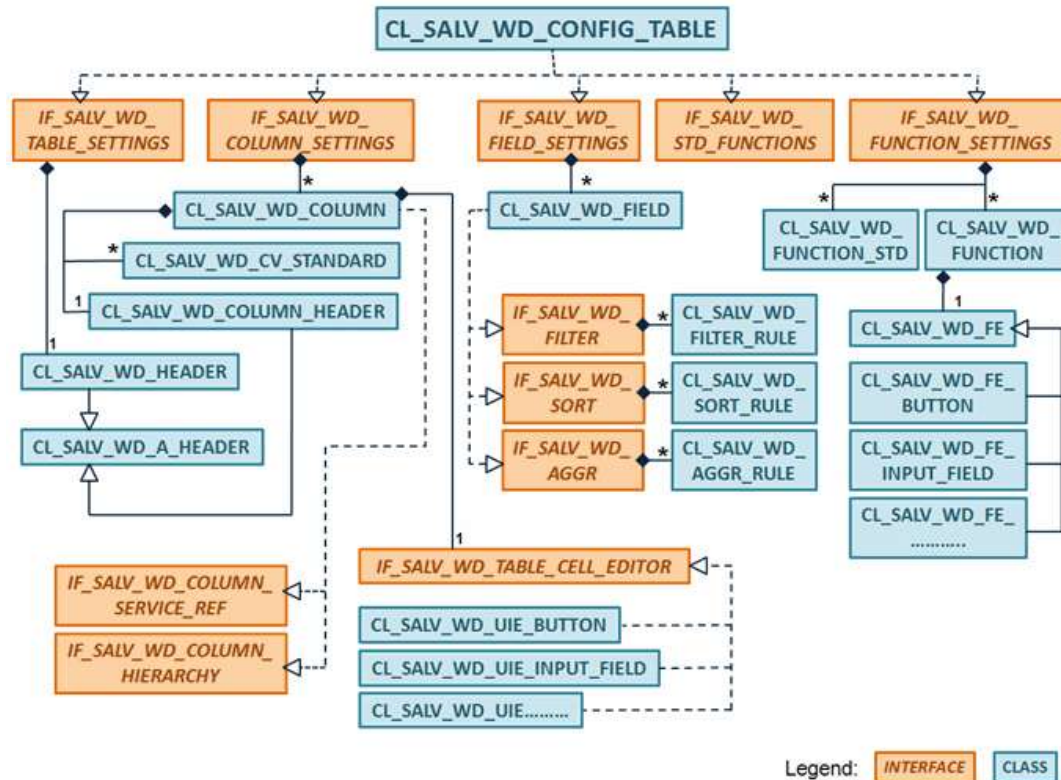 CL_SALV_WD_CONFIG_TABLE
IF_SALV_WD_
TABLE_SETTINGS
IF_SALV_WD_
COLUMN_SETTINGS
IF_SALV_WD_
FIELD_SETTINGS
IF_SALV_WD_
STD_FUNCTIONS
IF_SALV_WD_
FUNCTION_SETTINGS
*
*
*
*
CL_SALV_WD_COLUMN
CL_SALV_WD_FIELD
CL_SALV_WD_
FUNCTION_STD
CL_SALV_WD_
FUNCTION
*
CL_SALV_WD_CV_STANDARD
1
CL_SALV_WD_COLUMN_HEADER
IF_SALV_WD_
FILTER
*
CL_SALV_WD_
FILTER_RULE
1
CL_SALV_WD_FE
1
CL_SALV_WD_HEADER
IF_SALV_WD_
SORT
*
CL_SALV_WD_
SORT_RULE
CL_SALV_WD_FE_
BUTTON
CL_SALV_WD_A_HEADER
IF_SALV_WD_
AGGR
*
CL_SALV_WD_
AGGR_RULE
CL_SALV_WD_FE_
INPUT_FIELD
CL_SALV_WD_FE_
...........
1
IF_SALV_WD_TABLE_CELL_EDITOR
IF_SALV_WD_COLUMN_
SERVICE_REF
CL_SALV_WD_UIE_BUTTON
IF_SALV_WD_COLUMN_
HIERARCHY
CL_SALV_WD_UIE_INPUT_FIELD
CL_SALV_WD_UIE.........
Legend: INTERFACE CLASS